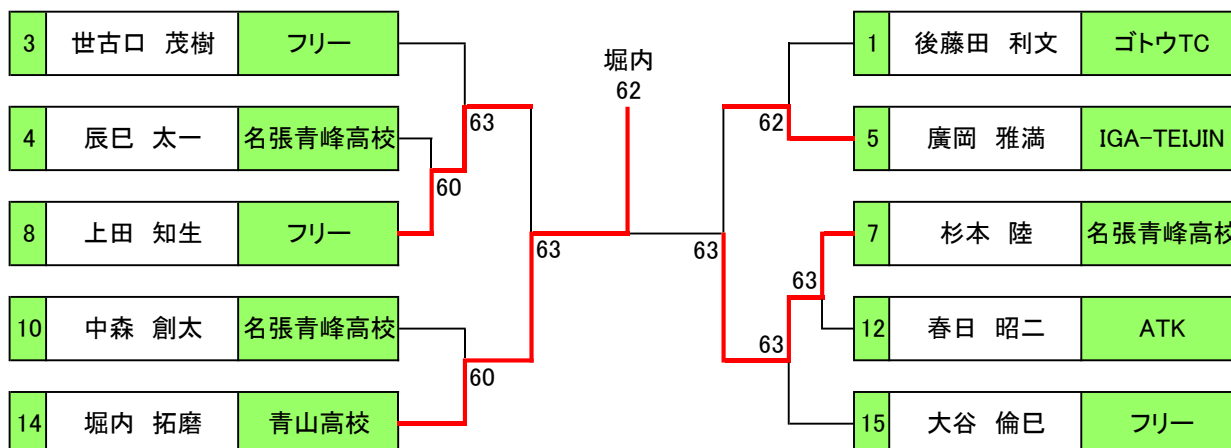 3 世古口 茂樹 フリー
4 辰巳 太一 名張青峰高校
8 上田 知生 フリー
10 中森 創太 名張青峰高校
14 堀内 拓磨 青山高校
63
60
60
63
堀内
62
63
62
63
63
1 後藤田 利文 ゴトウTC
5 廣岡 雅満 IGA-TEIJIN
7 杉本 陸 名張青峰高校
12 春日 昭二 ATK
15 大谷 倫巳 フリー